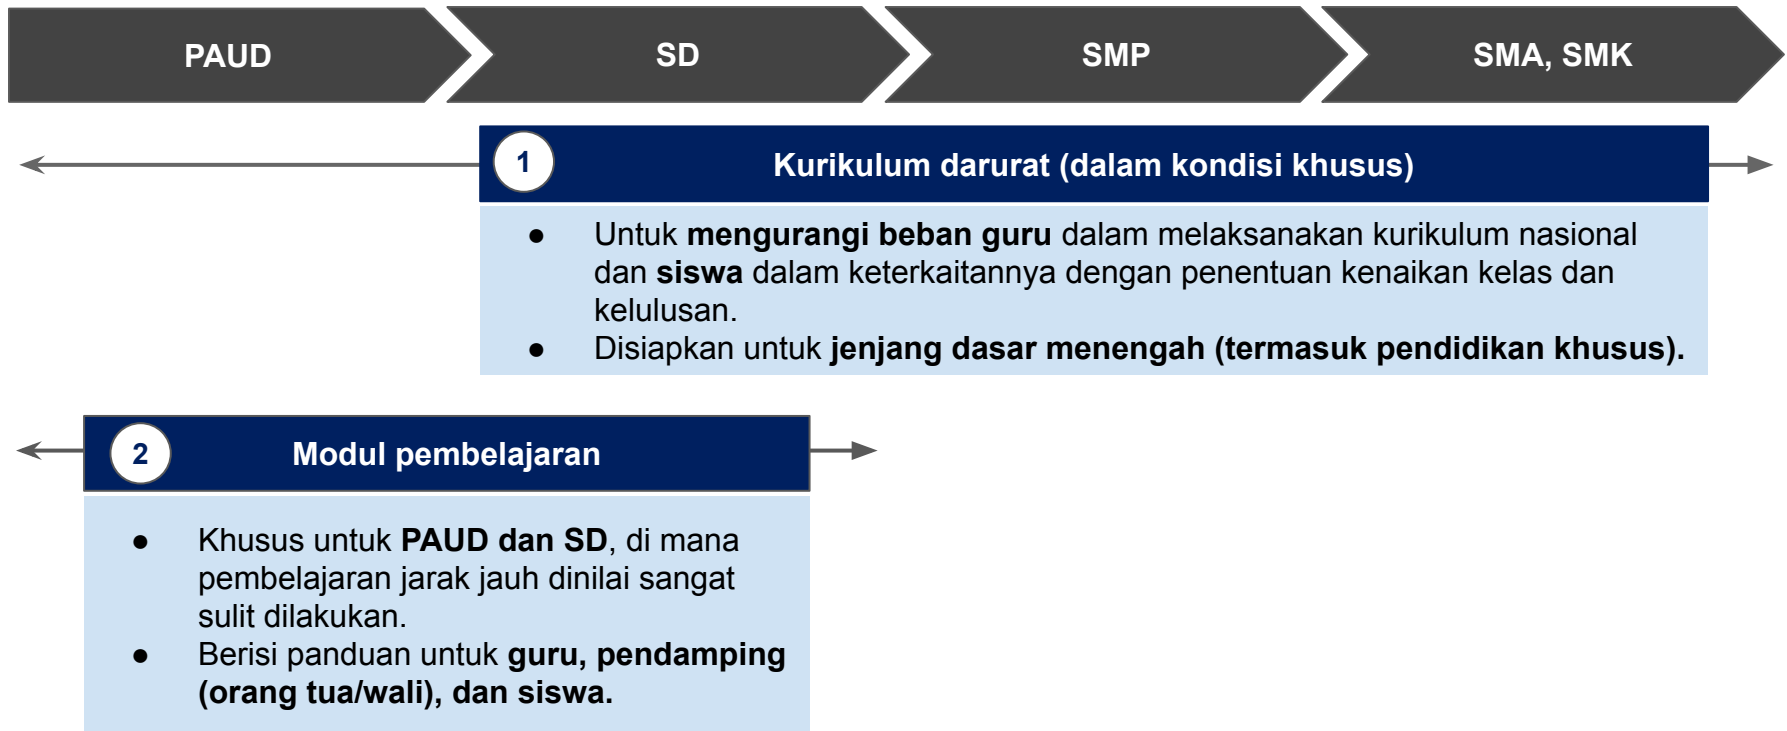 PAUD
SD
SMP
SMA, SMK
1
Kurikulum darurat (dalam kondisi khusus)
● Untuk mengurangi beban guru dalam melaksanakan kurikulum nasional
dan siswa dalam keterkaitannya dengan penentuan kenaikan kelas dan
kelulusan.
● Disiapkan untuk jenjang dasar menengah (termasuk pendidikan khusus).
2
Modul pembelajaran
● Khusus untuk PAUD dan SD, di mana
pembelajaran jarak jauh dinilai sangat
sulit dilakukan.
● Berisi panduan untuk guru, pendamping
(orang tua/wali), dan siswa.